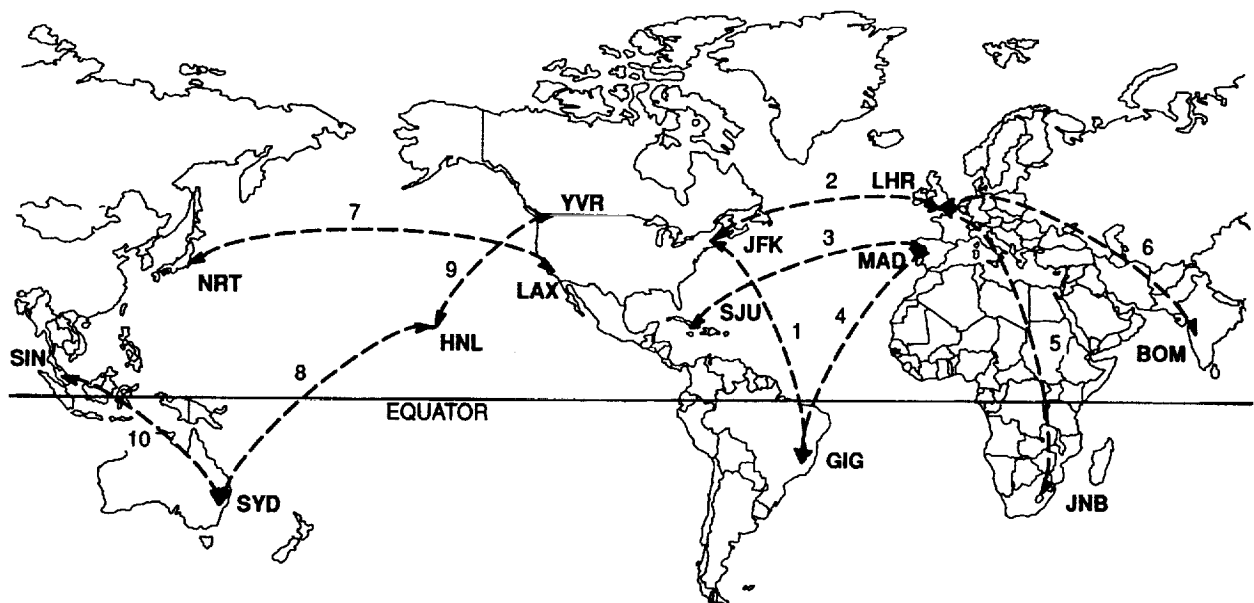 2
LHR
YVR
7
3
6
JFK
MAD
9
NRT
LAX
SJU
4
1
HNL
5
BOM
SIN
8
EQUATOR
10
GIG
SYD
JNB